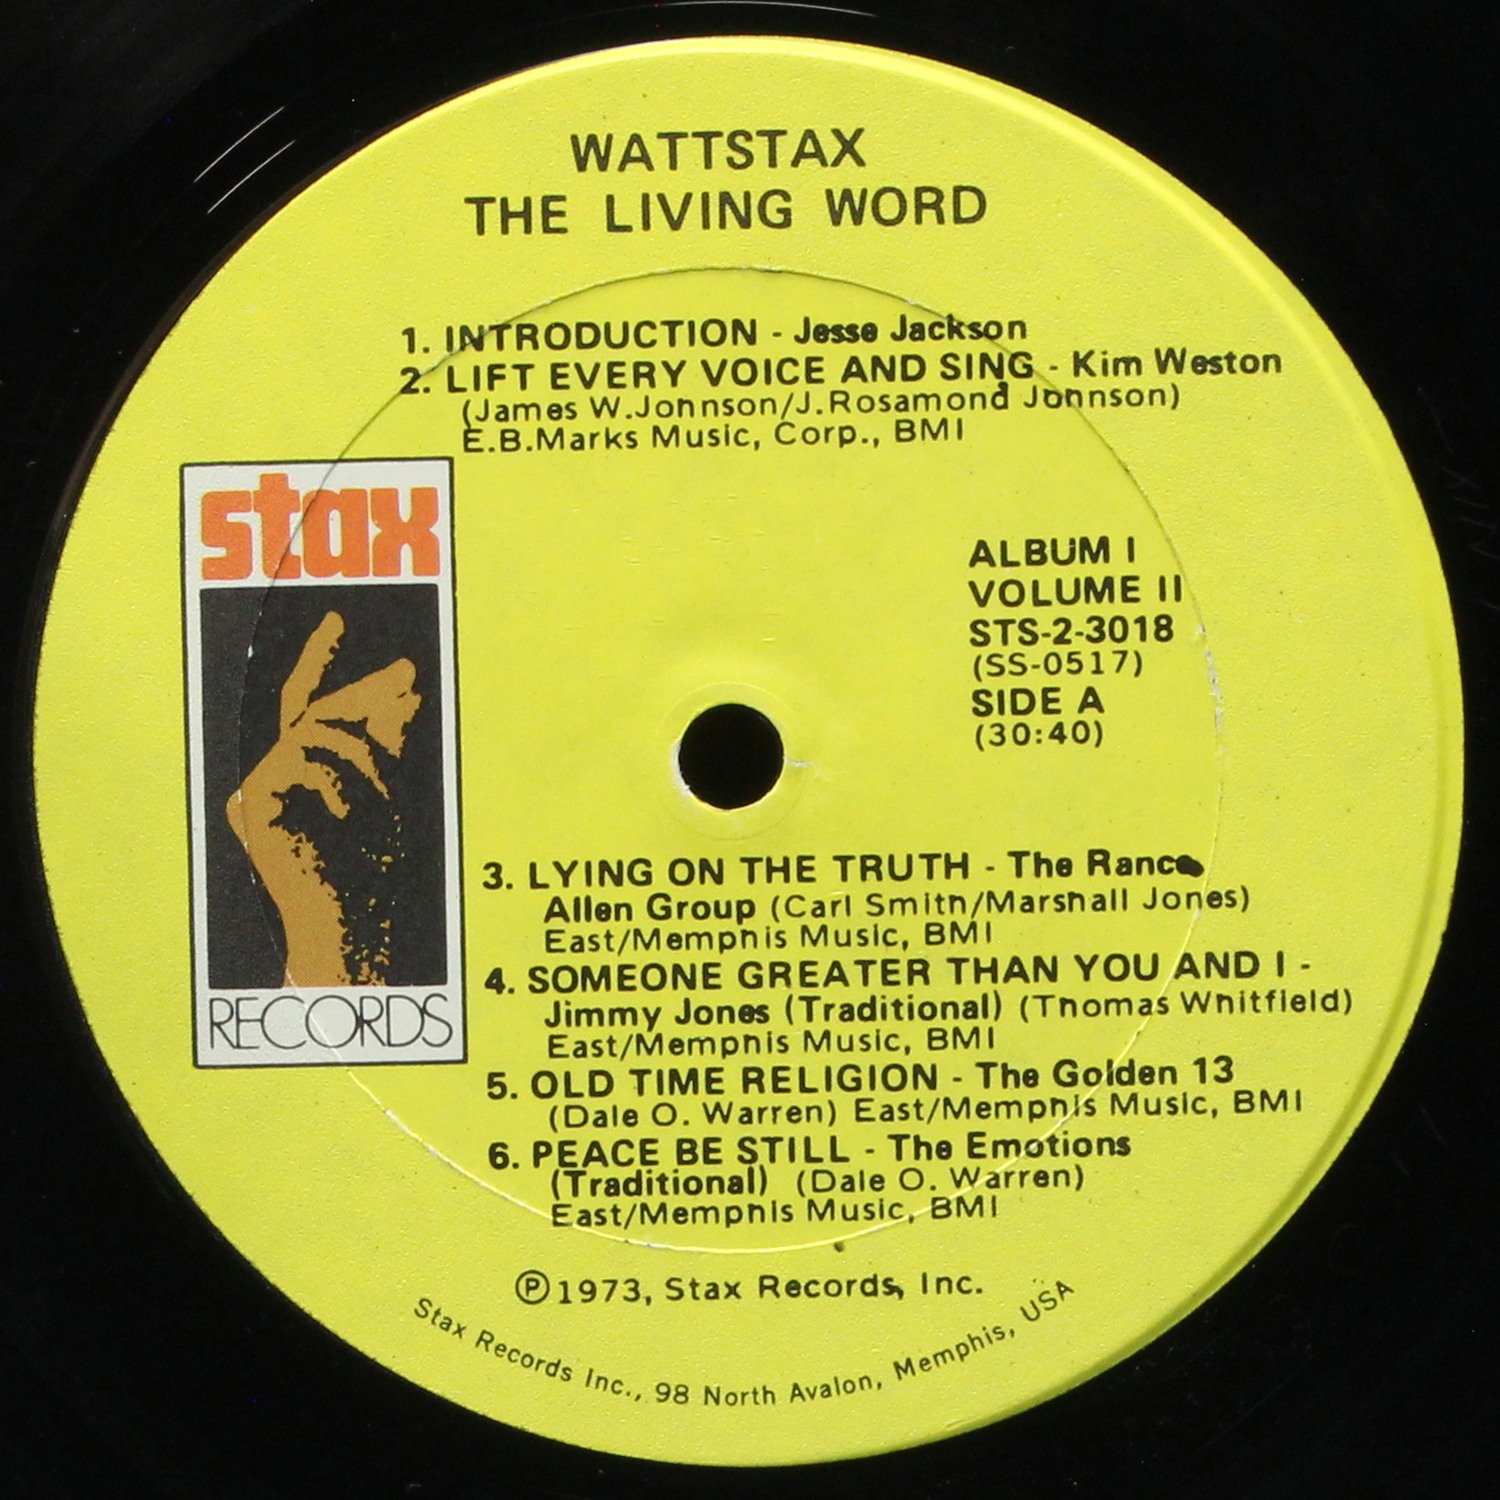 WATTSTAX
THE LIVING WORD
1. INTRODUCTION - Jesse Jackson
2. LIFT EVERY VOICE AND SING - Kim Weston
(James W.Johnson/J.Rosamond Johnson)
E.B.Marks Music, Corp., BMI
stax
RECORDS
ALBUM I
VOLUME II
STS-2-3018
(SS-0517)
SIDE A
(30:40)
3. LYING ON THE TRUTH - The Rance
Allen Group (Carl Smith/Marshall Jones)
East/Memphis Music, BMI
4. SOMEONE GREATER THAN YOU AND I -
Jimmy Jones (Traditional) (Thomas Whitfield)
East/Memphis Music, BMI
5. OLD TIME RELIGION - The Golden 13
(Dale O. Warren) East/Memphis Music, BMI
6. PEACE BE STILL - The Emotions
(Traditional) (Dale O. Warren)
East/Memphis Music, BMI
℗1973, Stax Records, Inc.
Stax Records Inc., 98 North Avalon, Memphis, USA